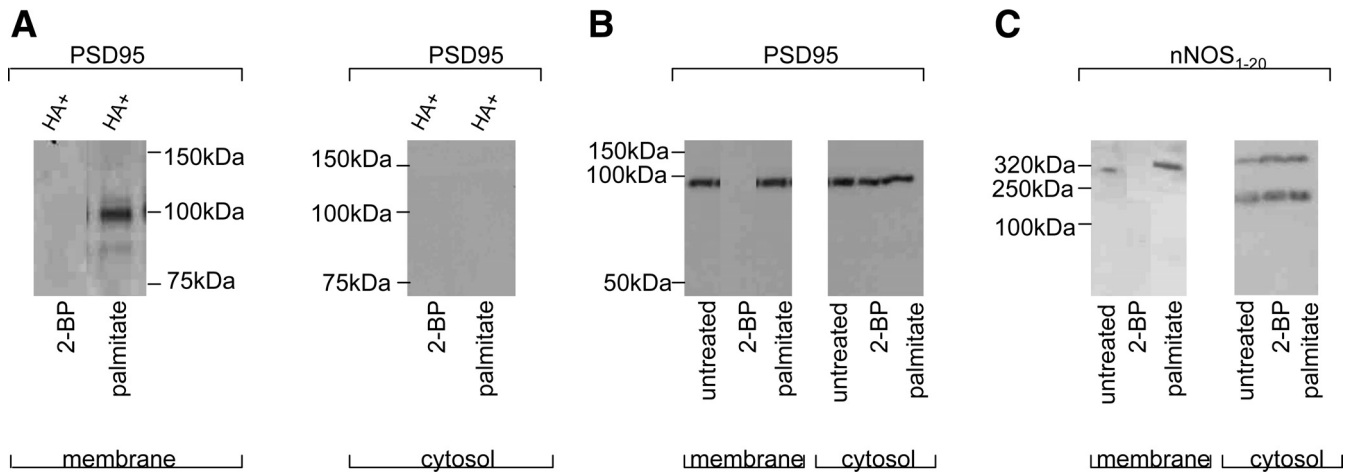 A
PSD95
HA+ HA+
150kDa
100kDa
75kDa
2-BP palmitate
membrane
PSD95
HA+ HA+
150kDa
100kDa
75kDa
2-BP palmitate
cytosol
B
PSD95
150kDa
100kDa
50kDa
untreated 2-BP palmitate untreated 2-BP palmitate
membrane cytosol
C
nNOS1-20
320kDa
250kDa
100kDa
untreated 2-BP palmitate untreated 2-BP palmitate
membrane cytosol